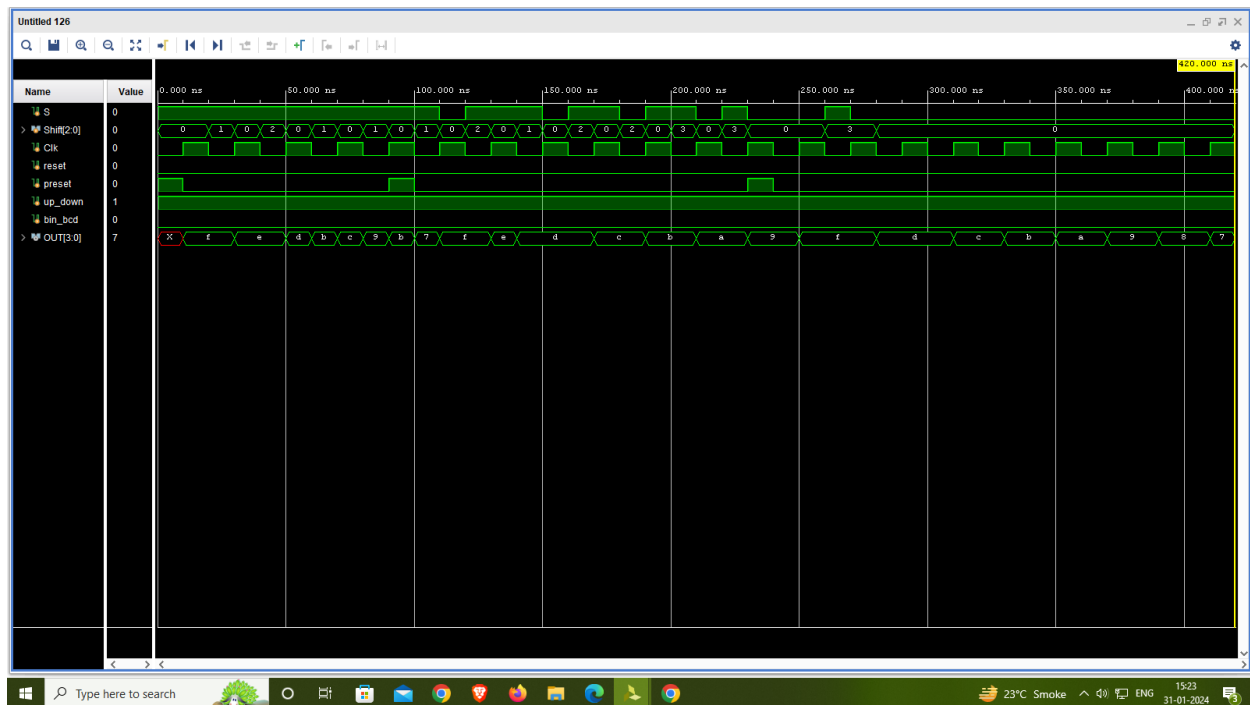 Untitled 126
420.000 ns
Name Value 0.000 ns 50.000 ns 100.000 ns 150.000 ns 200.000 ns 250.000 ns 300.000 ns 350.000 ns 400.000 n
S 0
Shift[2:0] 0 0 1 0 2 0 1 0 1 0 1 0 2 0 1 0 2 0 2 0 3 0 3 0 3 0
Clk 0
reset 0
preset 0
up_down 1
bin_bcd 0
OUT[3:0] 7 X f e d b c 9 b 7 f e d c b a 9 f d c b a 9 8 7
Type here to search
23°C Smoke
ENG
15:23
31-01-2024
3